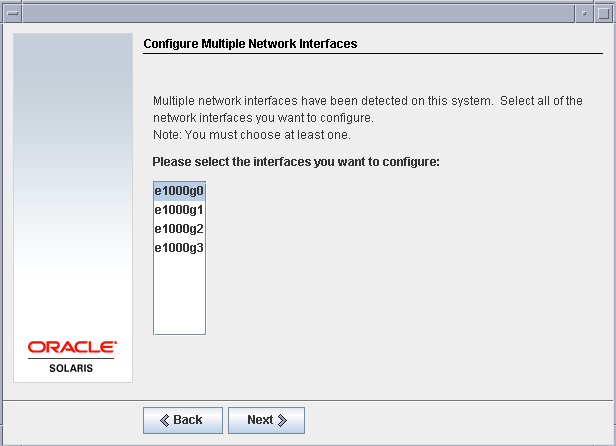 Configure Multiple Network Interfaces
Multiple network interfaces have been detected on this system.  Select all of the
network interfaces you want to configure.
Note: You must choose at least one.
Please select the interfaces you want to configure:
e1000g0
e1000g1
e1000g2
e1000g3
ORACLE
SOLARIS
Back
Next